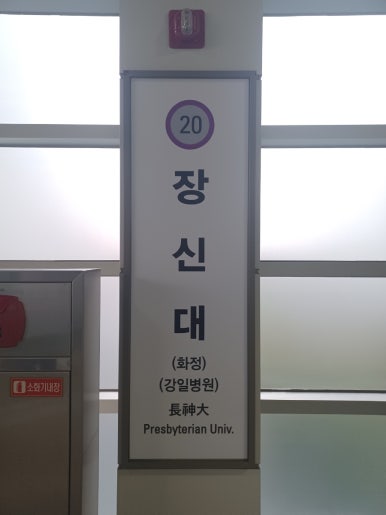 20
장
신
대
(화정)
(강일병원)
長神大
Presbyterian Univ.
소화기내장